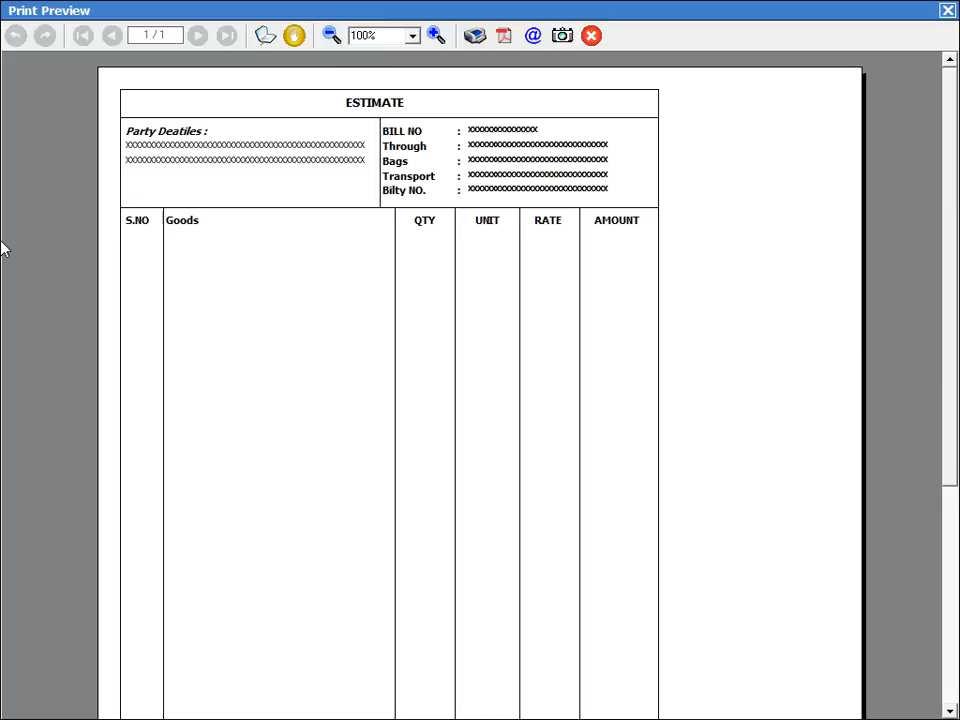 Print Preview
1 / 1
100%
@
ESTIMATE
Party Deatiles :
BILL NO : XXXXXXXXXXXXXX
Through : XXXXXXXXXXXXXXXXXXXXXXXXXXXX
Bags : XXXXXXXXXXXXXXXXXXXXXXXXXXXX
Transport : XXXXXXXXXXXXXXXXXXXXXXXXXXXX
Bilty NO. : XXXXXXXXXXXXXXXXXXXXXXXXXXXX
XXXXXXXXXXXXXXXXXXXXXXXXXXXXXXXXXXXXXXXXXXXXXXXX
XXXXXXXXXXXXXXXXXXXXXXXXXXXXXXXXXXXXXXXXXXXXXXXX
S.NO Goods QTY UNIT RATE AMOUNT